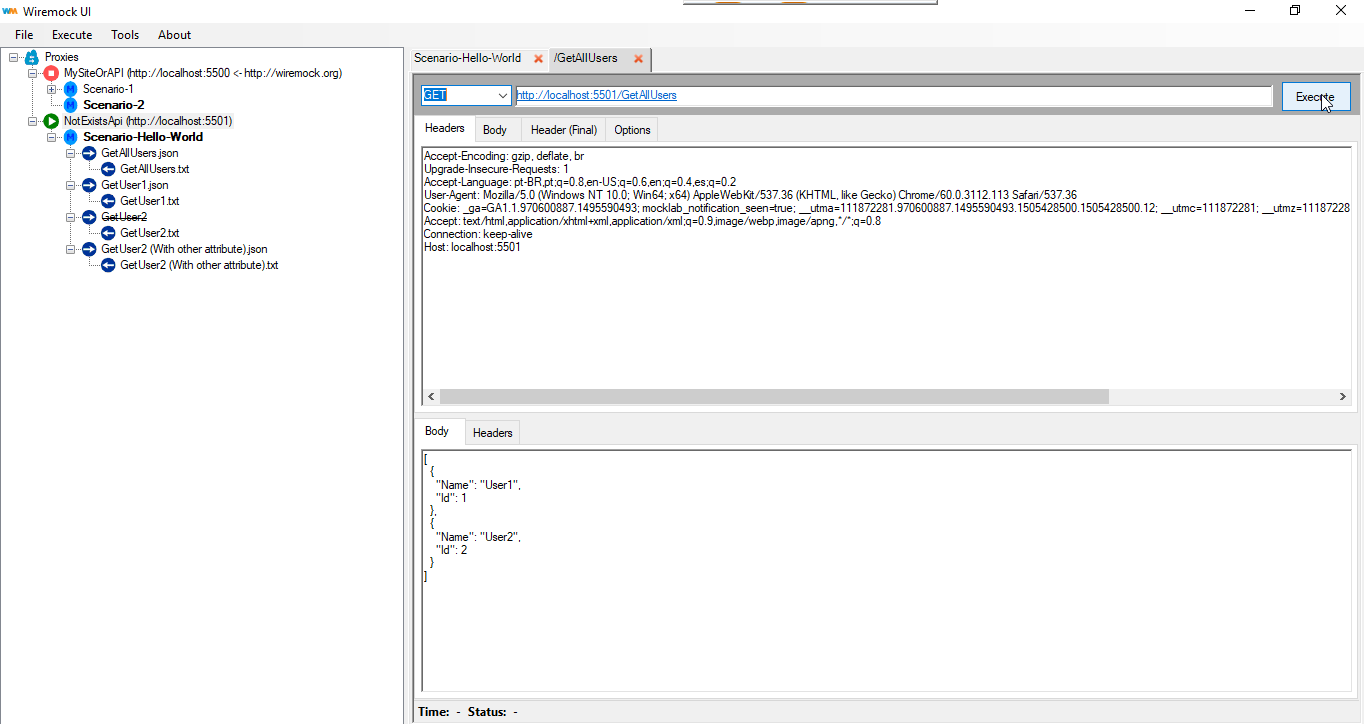 WM Wiremock UI
File Execute Tools About
Proxies
MySiteOrAPI (http://localhost:5500 <- http://wiremock.org)
Scenario-1
M Scenario-2
NotExistsApi (http://localhost:5501)
M Scenario-Hello-World
GetAllUsers.json
GetAllUsers.txt
GetUser1.json
GetUser1.txt
GetUser2
GetUser2.txt
GetUser2 (With other attribute).json
GetUser2 (With other attribute).txt
Scenario-Hello-World /GetAllUsers
GET http://localhost:5501/GetAllUsers Execute
Headers Body Header (Final) Options
Accept-Encoding: gzip, deflate, br
Upgrade-Insecure-Requests: 1
Accept-Language: pt-BR,pt;q=0.8,en-US;q=0.6,en;q=0.4,es;q=0.2
User-Agent: Mozilla/5.0 (Windows NT 10.0; Win64; x64) AppleWebKit/537.36 (KHTML, like Gecko) Chrome/60.0.3112.113 Safari/537.36
Cookie: _ga=GA1.1.970600887.1495590493; mocklab_notification_seen=true; __utma=111872281.970600887.1495590493.1505428500.1505428500.12; __utmc=111872281; __utmz=11187228
Accept: text/html,application/xhtml+xml,application/xml;q=0.9,image/webp,image/apng,*/*;q=0.8
Connection: keep-alive
Host: localhost:5501
Body Headers
[
{
"Name": "User1",
"Id": 1
},
{
"Name": "User2",
"Id": 2
}
]
Time: - Status: -